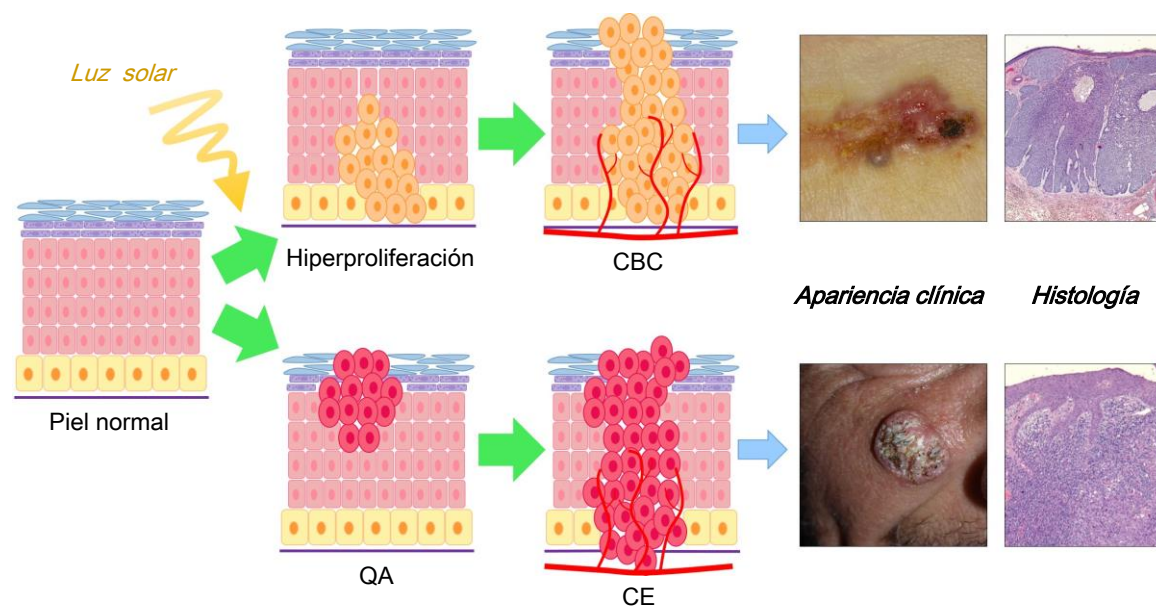 Luz solar
Hiperproliferación
CBC
Apariencia clínica
Histología
Piel normal
QA
CE